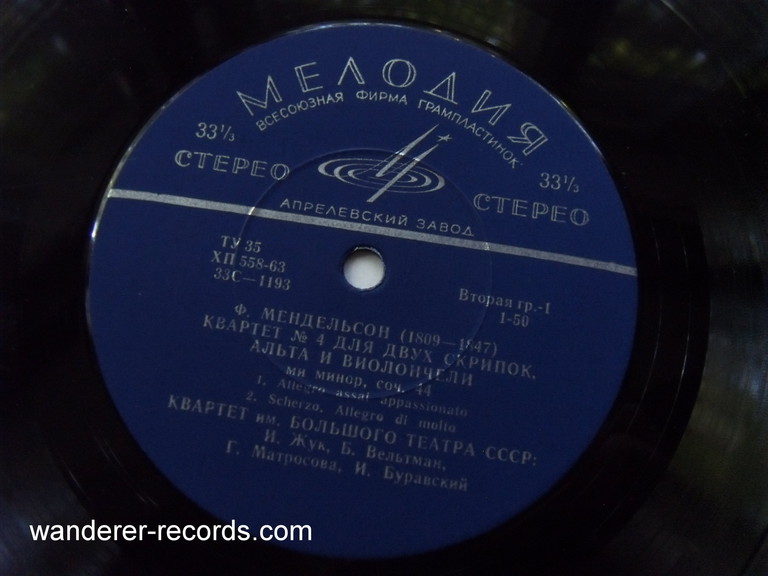 МЕЛОДИЯ
ВСЕСОЮЗНАЯ ФИРМА ГРАМПЛАСТИНОК
33⅓ 33⅓
СТЕРЕО СТЕРЕО
АПРЕЛЕВСКИЙ ЗАВОД
ТУ 35
ХП 558-63
33С—1193
Вторая гр.-I
1-50
Ф. МЕНДЕЛЬСОН (1809—1847)
КВАРТЕТ № 4 ДЛЯ ДВУХ СКРИПОК,
АЛЬТА И ВИОЛОНЧЕЛИ
ми минор, соч. 44
1. Allegro assai appassionato
2. Scherzo. Allegro di molto
КВАРТЕТ им. БОЛЬШОГО ТЕАТРА СССР:
И. Жук, Б. Вельтман,
Г. Матросова, И. Буравский
wanderer-records.com